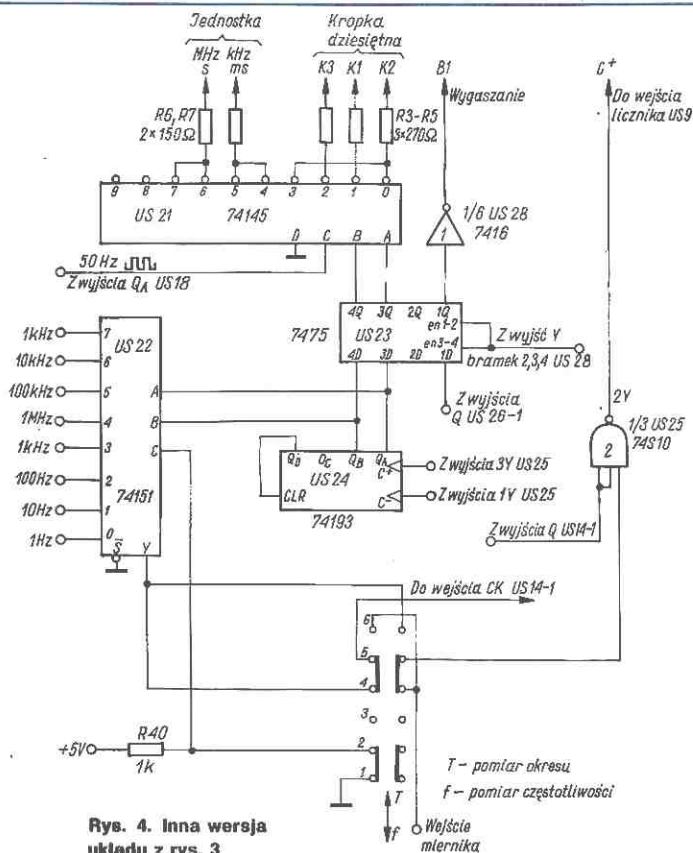 Jednostka
MHz kHz
s ms
Kropka
dziesiętna
K3 K1 K2
B1
Wygaszanie
G+
Do wejścia
licznika US9
R6, R7
2×150Ω
R3-R5
3×270Ω
9 8 7 6 5 4 3 2 1 0
US 21 74145
D C B A
1/6 US 28
7416
1
50 Hz
Z wyjścia QA US18
4Q 3Q 2Q 1Q
7475
US23
en1-2
en3-4
4D 3D 2D 1D
Z wyjść Y
bramek 2,3,4 US 28
Z wyjścia
Q US 26-1
1kHz 7
10kHz 6
100kHz 5
1MHz 4
1kHz 3
100Hz 2
10Hz 1
1Hz 0
US 22
A
B
C
74151
S Y
QD QC QB QA
US24
CLR
C+
C-
74193
Z wyjścia 3Y US25
Z wyjścia 1Y US25
2Y
1/3 US25
74S10
2
Z wyjścia Q US14-1
Do wejścia CK US14-1
6
5
4
3
2
1
+5V
R40
1k
T
f
T – pomiar okresu
f – pomiar częstotliwości
Wejście
miernika
Rys. 4. Inna wersja
układu z rys. 3